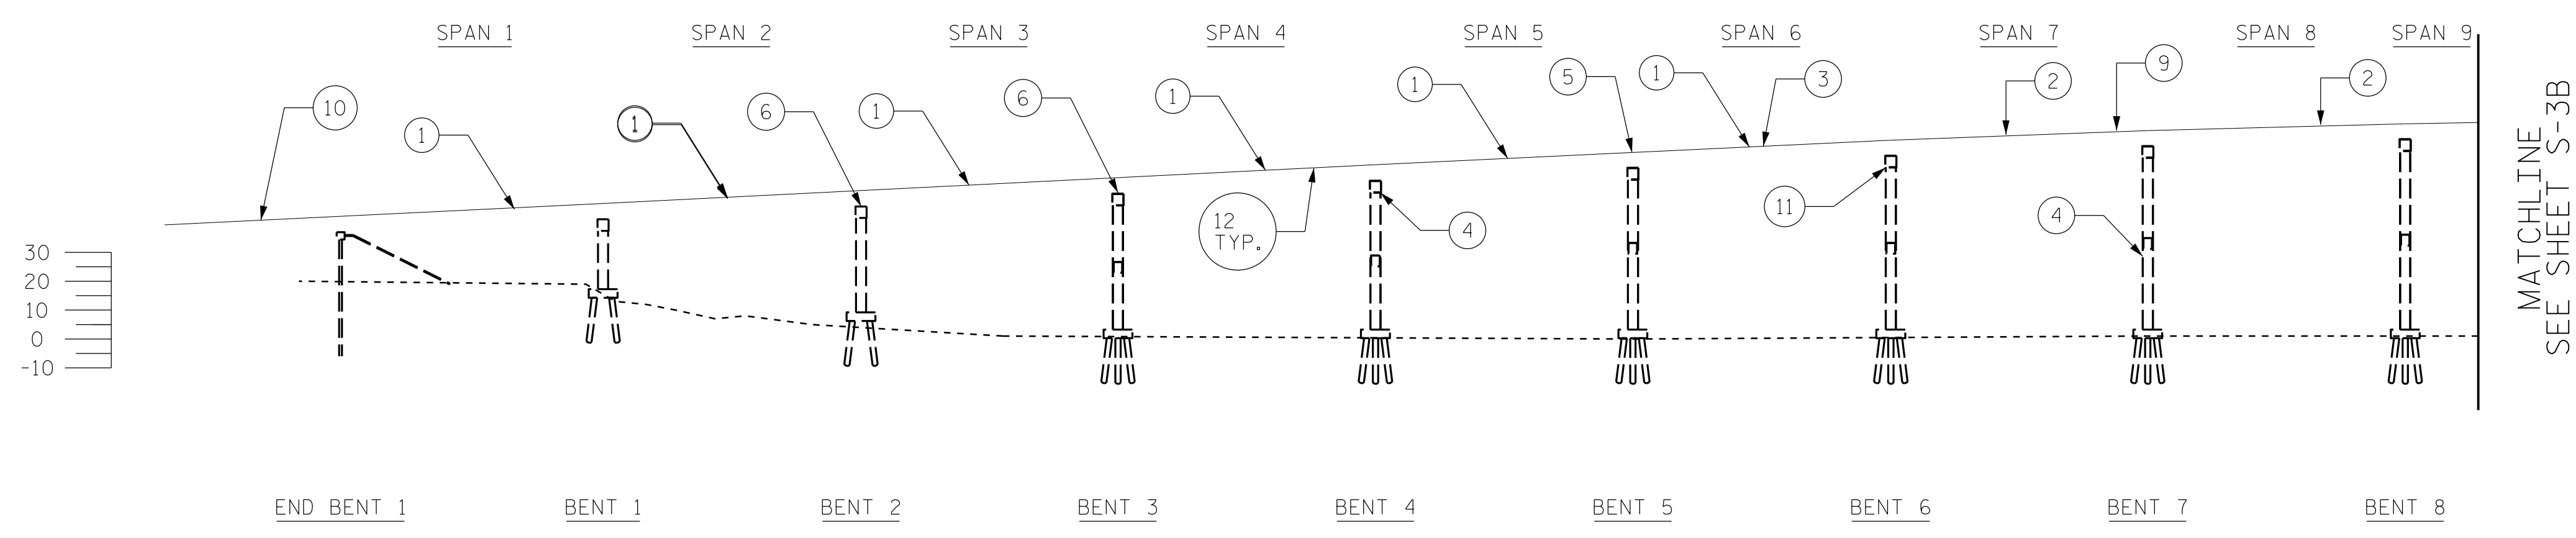 SPAN 1
SPAN 2
SPAN 3
SPAN 4
SPAN 5
SPAN 6
SPAN 7
SPAN 8
SPAN 9
10
1
1
6
1
6
1
1
5
1
3
2
9
2
12
TYP.
4
11
4
30
20
10
0
-10
MATCHLINE
SEE SHEET S-3B
END BENT 1
BENT 1
BENT 2
BENT 3
BENT 4
BENT 5
BENT 6
BENT 7
BENT 8